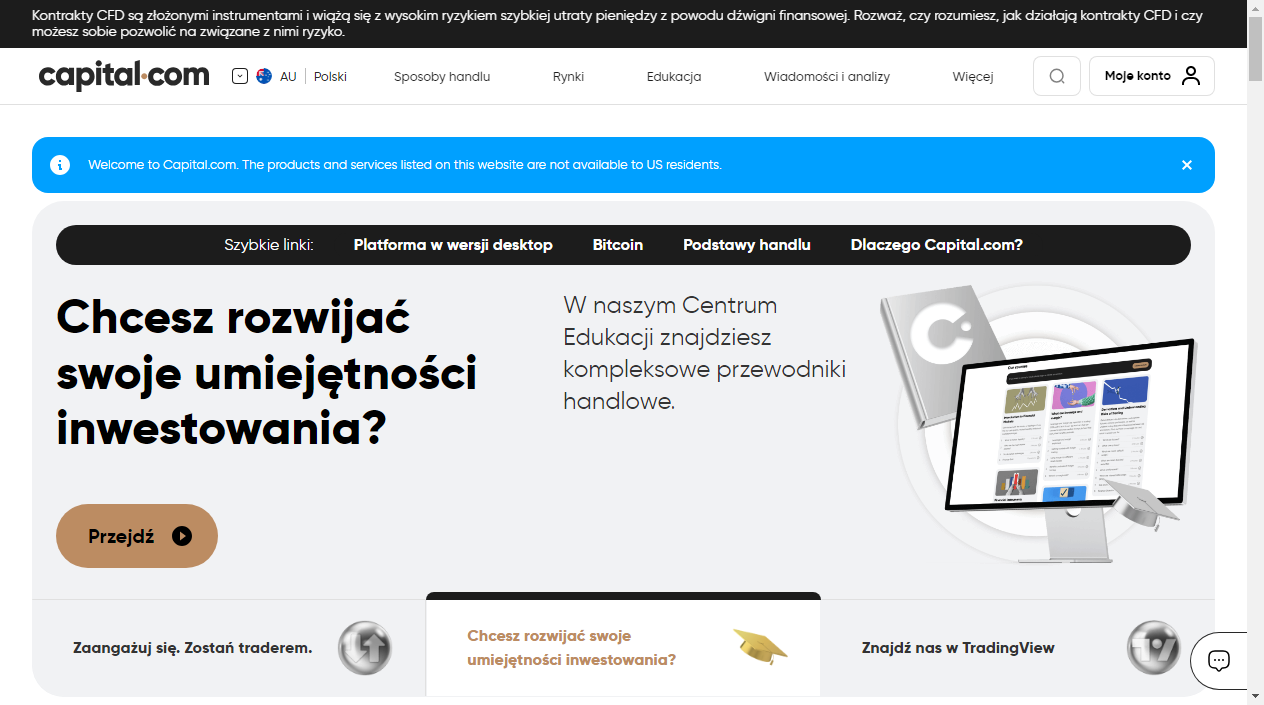 Kontrakty CFD są złożonymi instrumentami i wiążą się z wysokim ryzykiem szybkiej utraty pieniędzy z powodu dźwigni finansowej. Rozważ, czy rozumiesz, jak działają kontrakty CFD i czy
możesz sobie pozwolić na związane z nimi ryzyko.
capital.com
AU
Polski
Sposoby handlu
Rynki
Edukacja
Wiadomości i analizy
Więcej
Moje konto
Welcome to Capital.com. The products and services listed on this website are not available to US residents.
Szybkie linki:
Platforma w wersji desktop
Bitcoin
Podstawy handlu
Dlaczego Capital.com?
Chcesz rozwijać
swoje umiejętności
inwestowania?
W naszym Centrum
Edukacji znajdziesz
kompleksowe przewodniki
handlowe.
Przejdź
Zaangażuj się. Zostań traderem.
Chcesz rozwijać swoje
umiejętności inwestowania?
Znajdź nas w TradingView